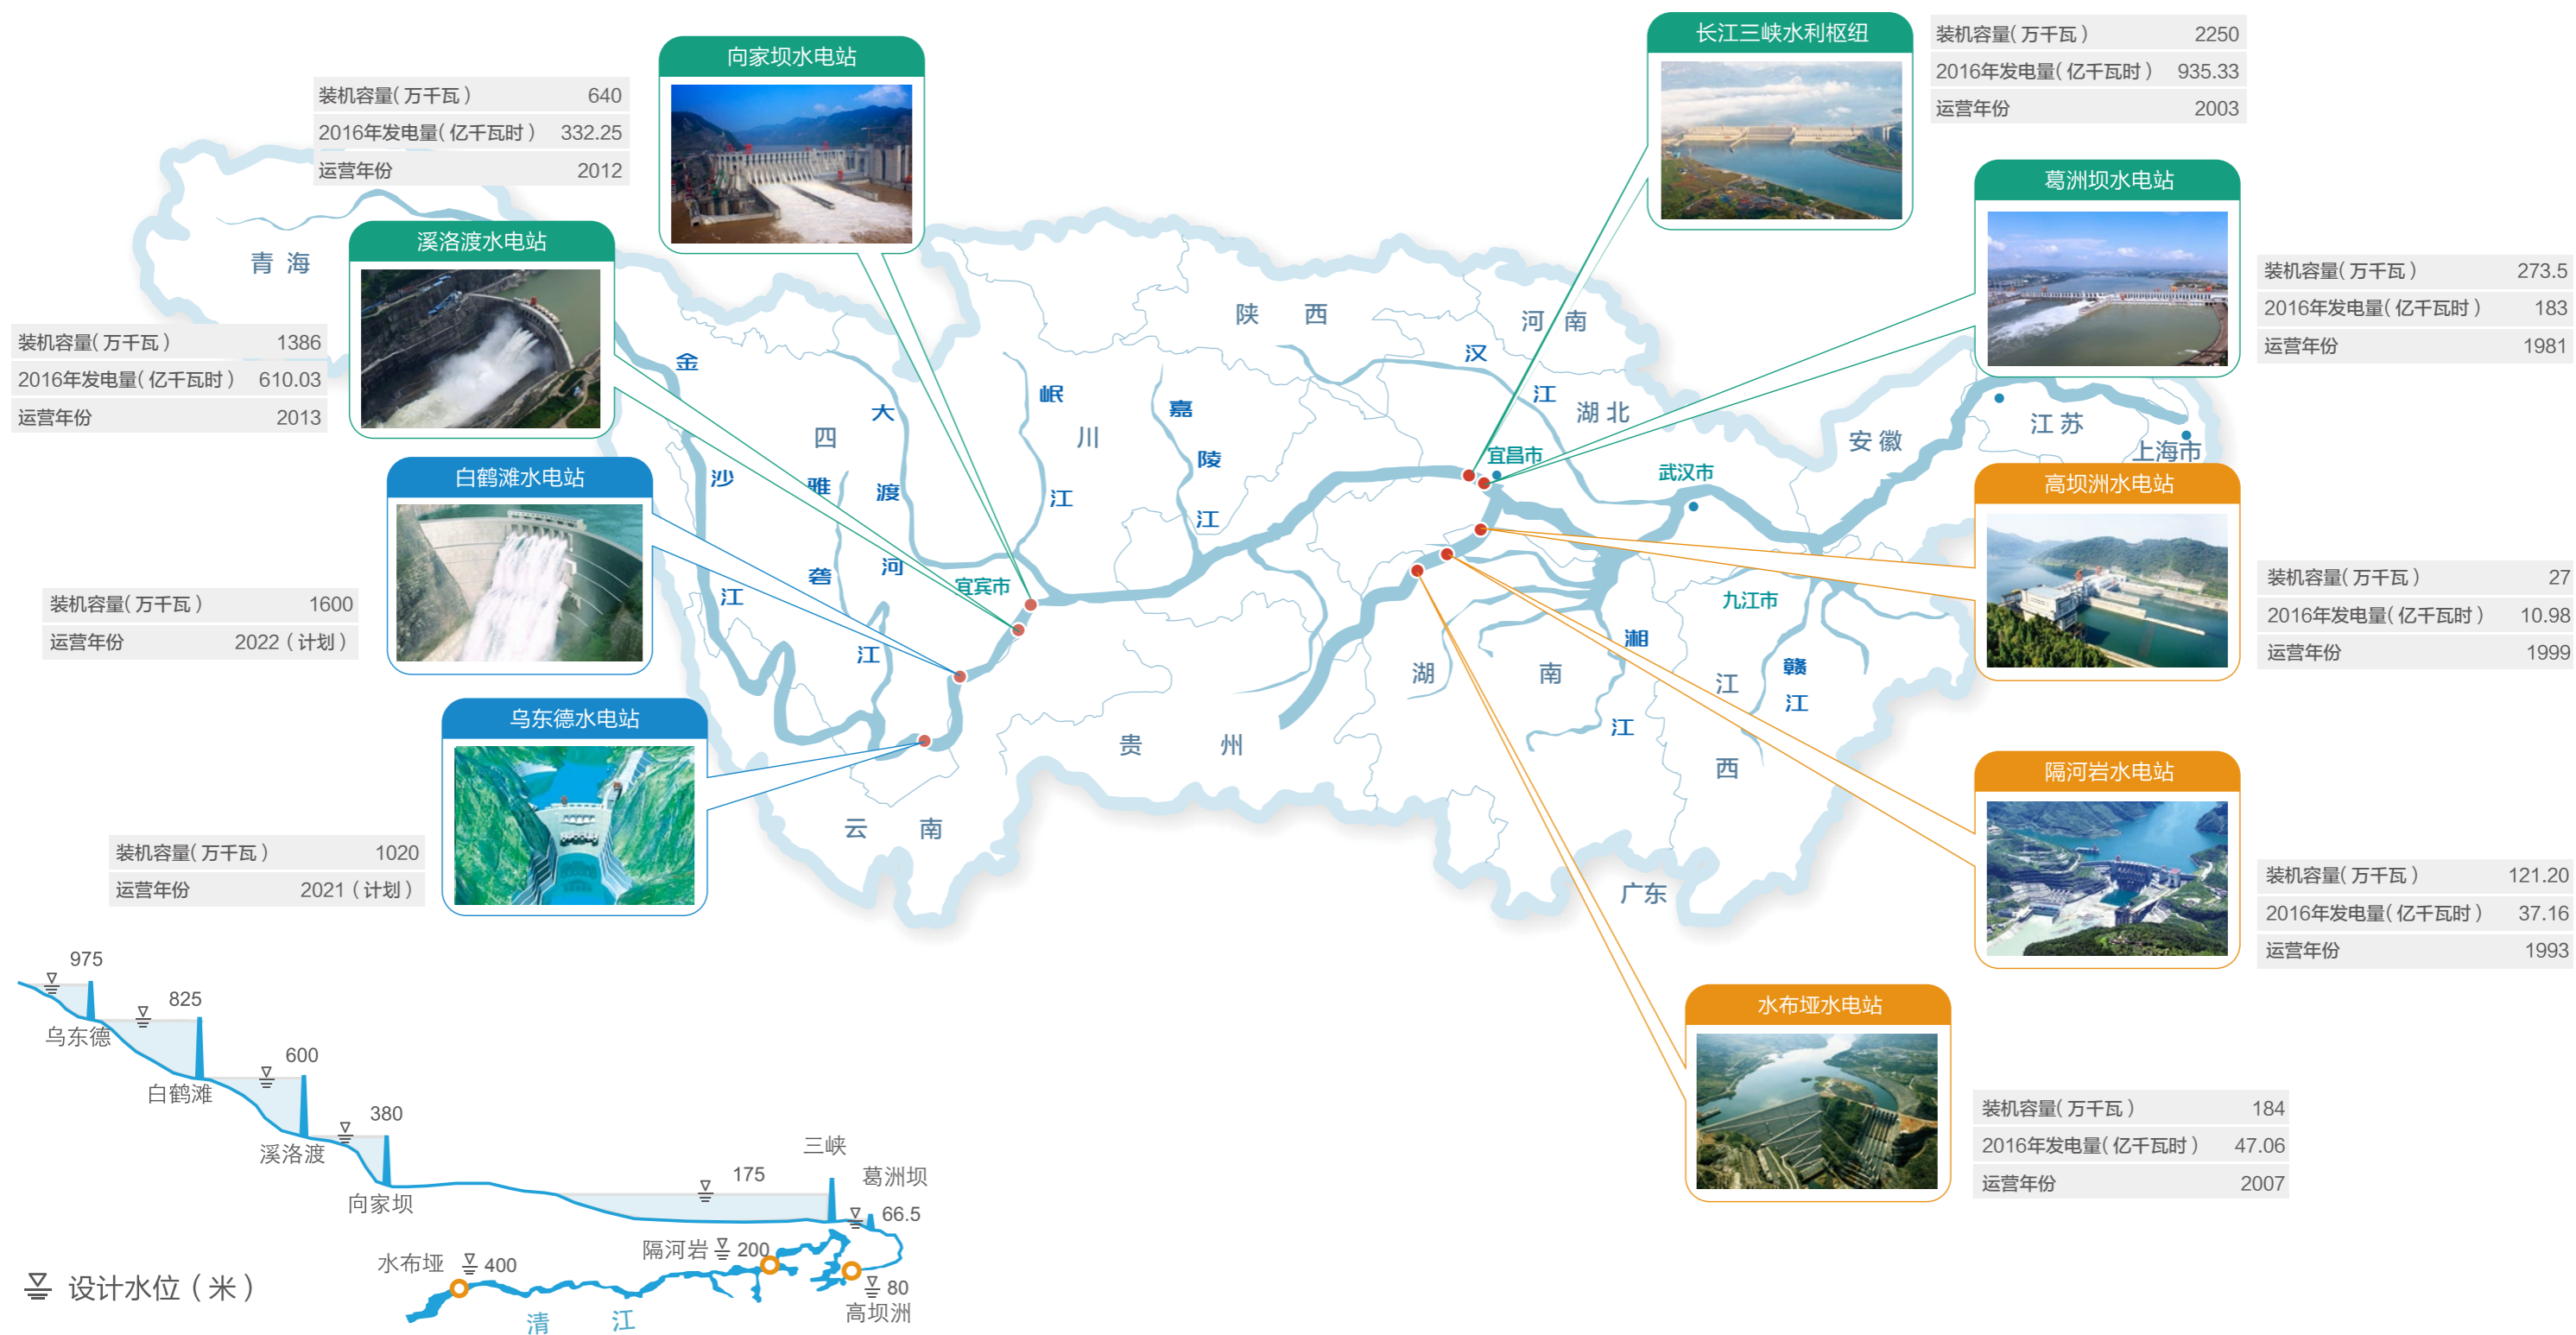 向家坝水电站
装机容量(万千瓦) 640
2016年发电量(亿千瓦时) 332.25
运营年份 2012
长江三峡水利枢纽
装机容量(万千瓦) 2250
2016年发电量(亿千瓦时) 935.33
运营年份 2003
葛洲坝水电站
装机容量(万千瓦) 273.5
2016年发电量(亿千瓦时) 183
运营年份 1981
溪洛渡水电站
装机容量(万千瓦) 1386
2016年发电量(亿千瓦时) 610.03
运营年份 2013
白鹤滩水电站
装机容量(万千瓦) 1600
运营年份 2022(计划)
乌东德水电站
装机容量(万千瓦) 1020
运营年份 2021(计划)
高坝洲水电站
装机容量(万千瓦) 27
2016年发电量(亿千瓦时) 10.98
运营年份 1999
隔河岩水电站
装机容量(万千瓦) 121.20
2016年发电量(亿千瓦时) 37.16
运营年份 1993
水布垭水电站
装机容量(万千瓦) 184
2016年发电量(亿千瓦时) 47.06
运营年份 2007
青海
陕西
河南
四川
湖北
安徽
江苏
上海市
湖南
江西
贵州
云南
广东
金沙江
雅砻江
大渡河
岷江
嘉陵江
汉江
湘江
赣江
宜宾市
宜昌市
武汉市
九江市
975
乌东德
825
白鹤滩
600
溪洛渡
380
向家坝
175
三峡
葛洲坝
66.5
水布垭 400
隔河岩 200
80
高坝洲
清江
设计水位(米)